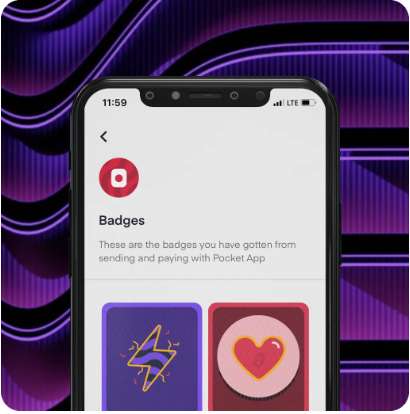 11:59
LTE
Badges
These are the badges you have gotten from
sending and paying with Pocket App